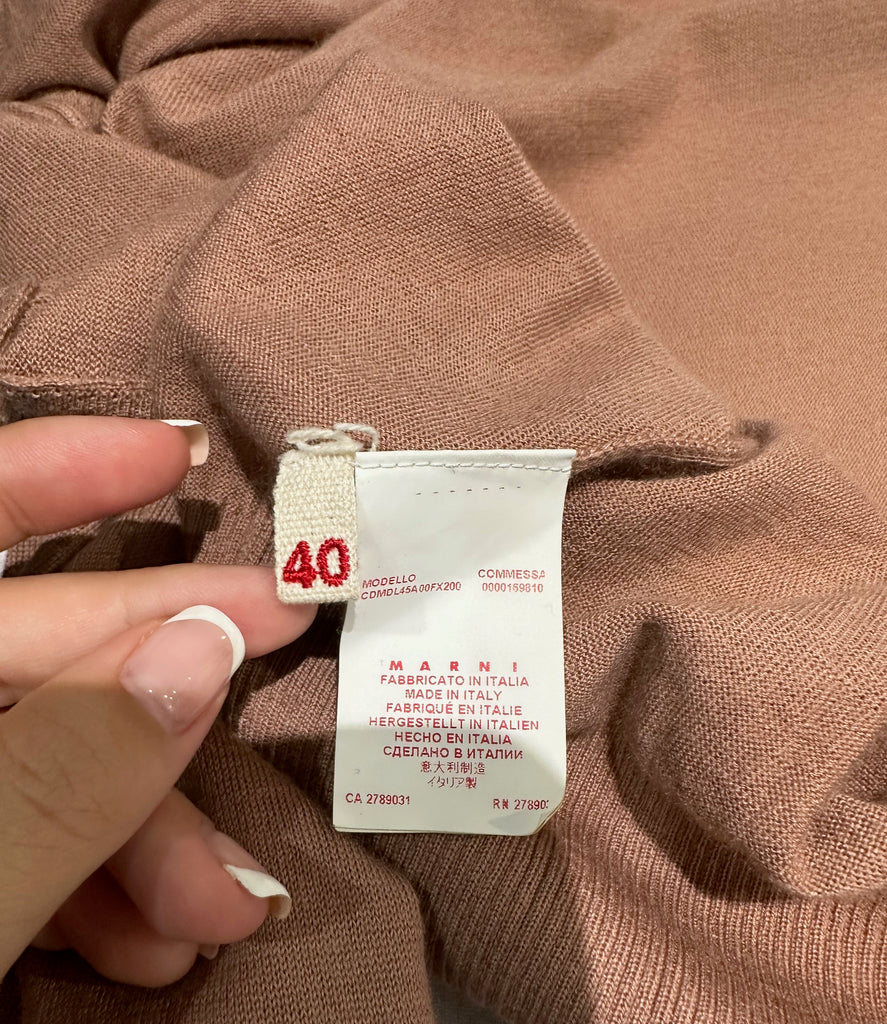 40
MODELLO
CDMDL45A00FX200
COMMESSA
0000169810
MARNI
FABBRICATO IN ITALIA
MADE IN ITALY
FABRIQUÉ EN ITALIE
HERGESTELLT IN ITALIEN
HECHO EN ITALIA
СДЕЛАНО В ИТАЛИИ
意大利制造
イタリア製
CA 2789031
RN